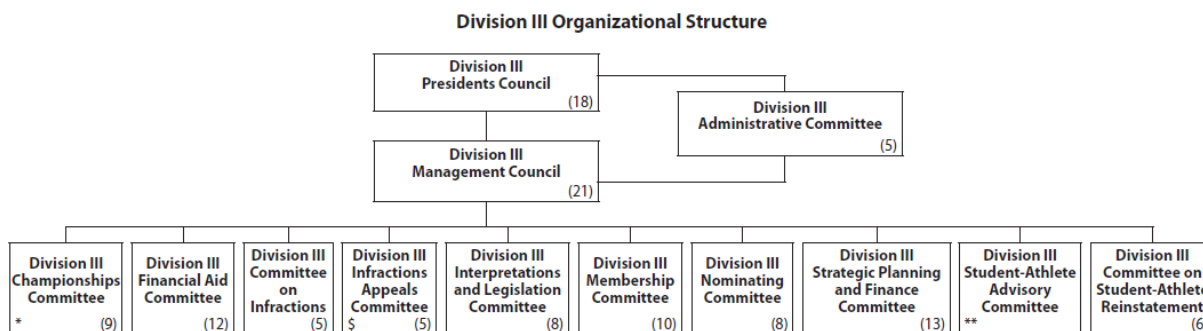 Division III Organizational Structure
Division III
Presidents Council
(18)
Division III
Administrative Committee
(5)
Division III
Management Council
(21)
Division III
Championships
Committee
* (9)
Division III
Financial Aid
Committee
(12)
Division III
Committee
on
Infractions
(5)
Division III
Infractions
Appeals
Committee
$ (5)
Division III
Interpretations
and Legislation
Committee
(8)
Division III
Membership
Committee
(10)
Division III
Nominating
Committee
(8)
Division III
Strategic Planning
and Finance
Committee
(13)
Division III
Student-Athlete
Advisory
Committee
**
Division III
Committee on
Student-Athlete
Reinstatement
(6